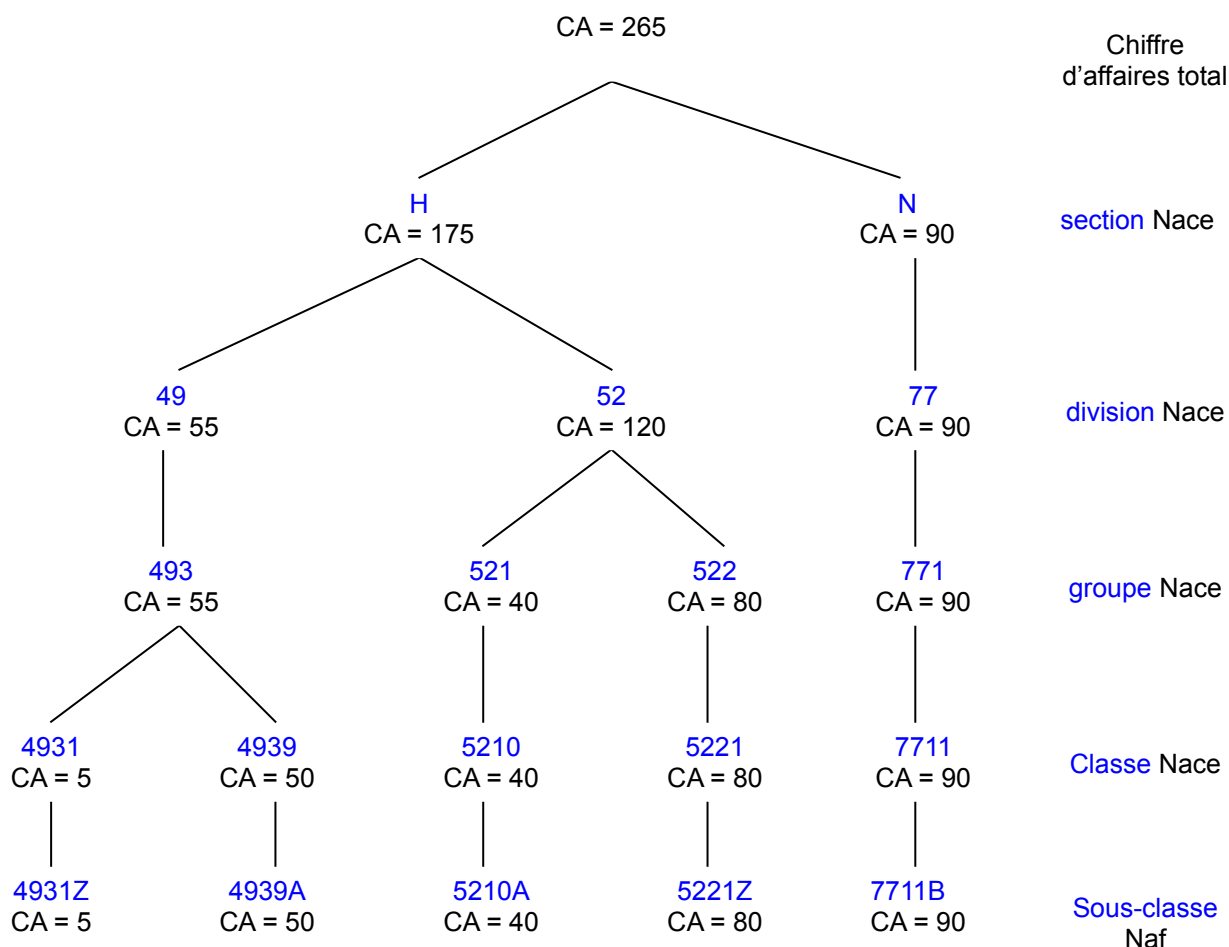 CA = 265
Chiffre
d’affaires total
H
CA = 175
N
CA = 90
section Nace
49
CA = 55
52
CA = 120
77
CA = 90
division Nace
493
CA = 55
521
CA = 40
522
CA = 80
771
CA = 90
groupe Nace
4931
CA = 5
4939
CA = 50
5210
CA = 40
5221
CA = 80
7711
CA = 90
Classe Nace
4931Z
CA = 5
4939A
CA = 50
5210A
CA = 40
5221Z
CA = 80
7711B
CA = 90
Sous-classe
Naf